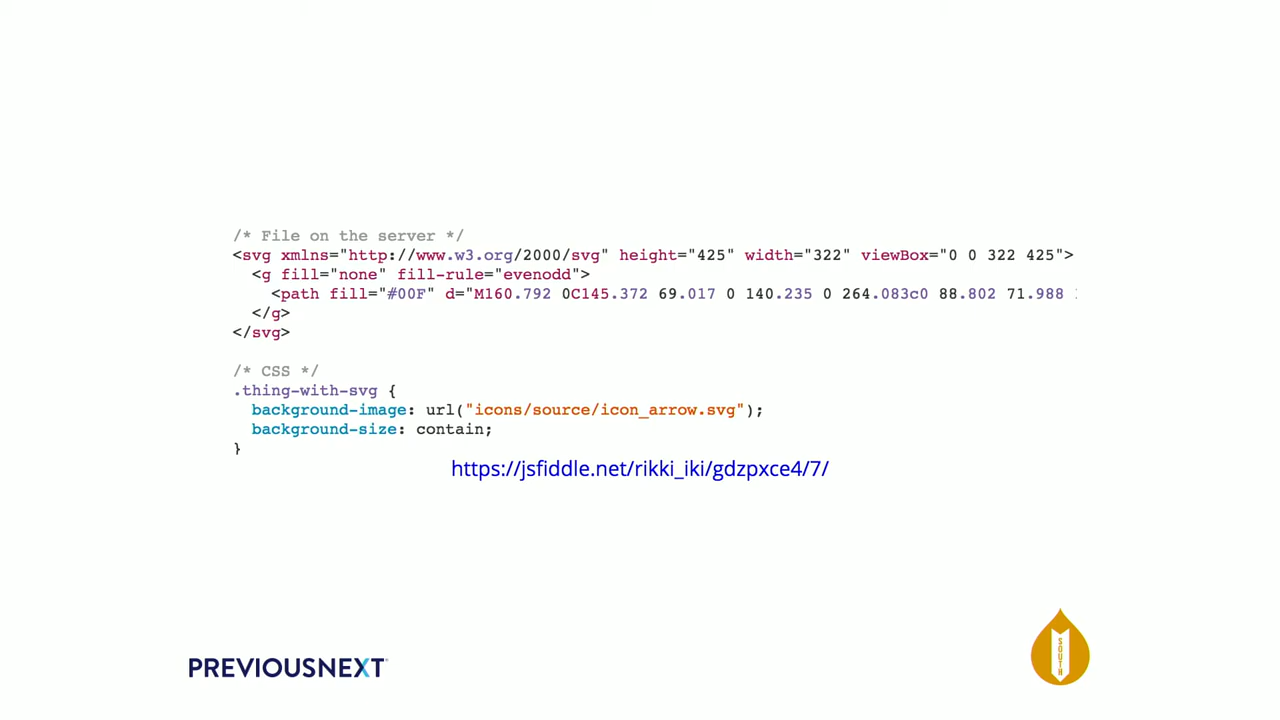 /* File on the server */
<svg xmlns="http://www.w3.org/2000/svg" height="425" width="322" viewBox="0 0 322 425">
  <g fill="none" fill-rule="evenodd">
    <path fill="#00F" d="M160.792 0C145.372 69.017 0 140.235 0 264.083c0 88.802 71.988
  </g>
</svg>
/* CSS */
.thing-with-svg {
  background-image: url("icons/source/icon_arrow.svg");
  background-size: contain;
}
https://jsfiddle.net/rikki_iki/gdzpxce4/7/
PREVIOUSNEXT
SOUTH